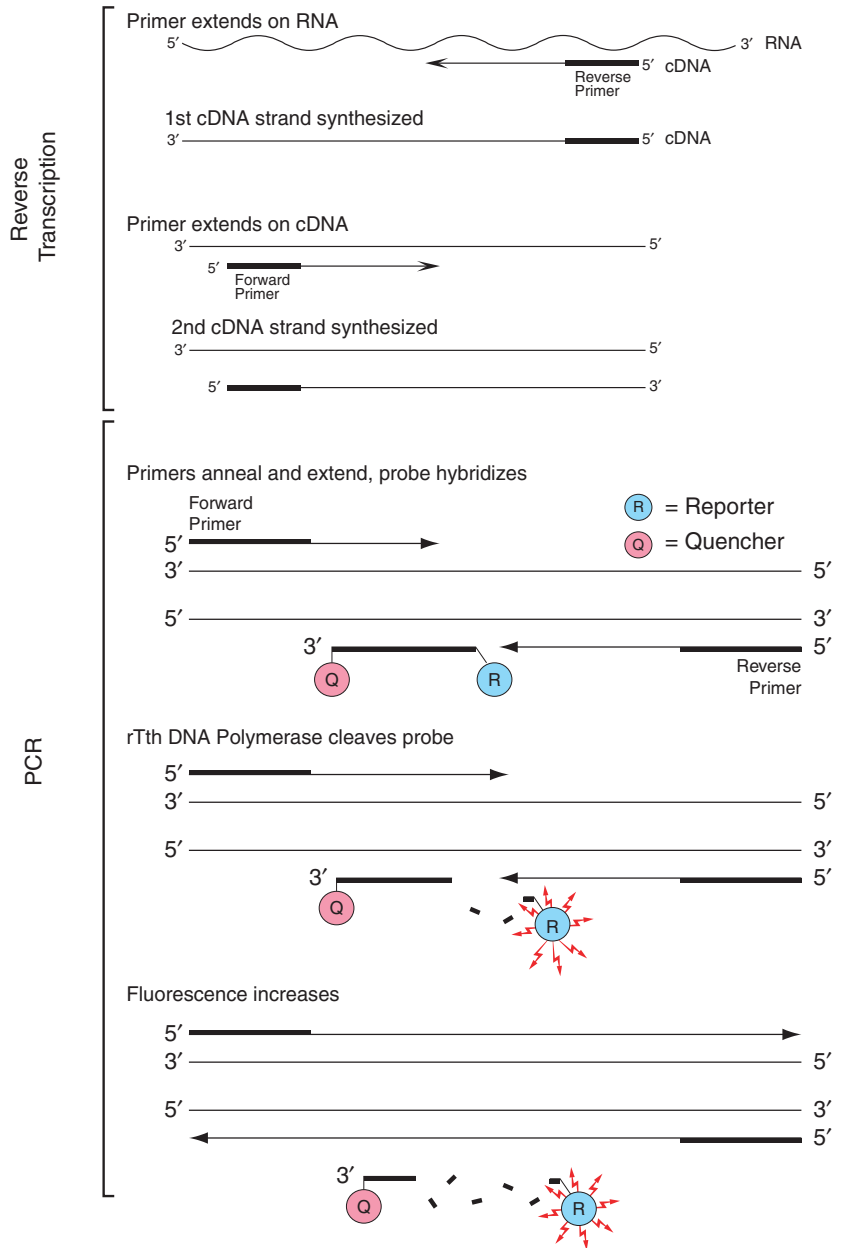 Reverse
Transcription
Primer extends on RNA
5′ 3′ RNA
5′ cDNA
Reverse
Primer
1st cDNA strand synthesized
3′ 5′ cDNA
Primer extends on cDNA
3′ 5′
5′
Forward
Primer
2nd cDNA strand synthesized
3′ 5′
5′ 3′
PCR
Primers anneal and extend, probe hybridizes
Forward
Primer
R = Reporter
Q = Quencher
5′
3′ 5′
5′ 3′
3′ 5′
Q R
Reverse
Primer
rTth DNA Polymerase cleaves probe
5′
3′ 5′
5′ 3′
3′ 5′
Q R
Fluorescence increases
5′
3′ 5′
5′ 3′
5′
3′
Q R